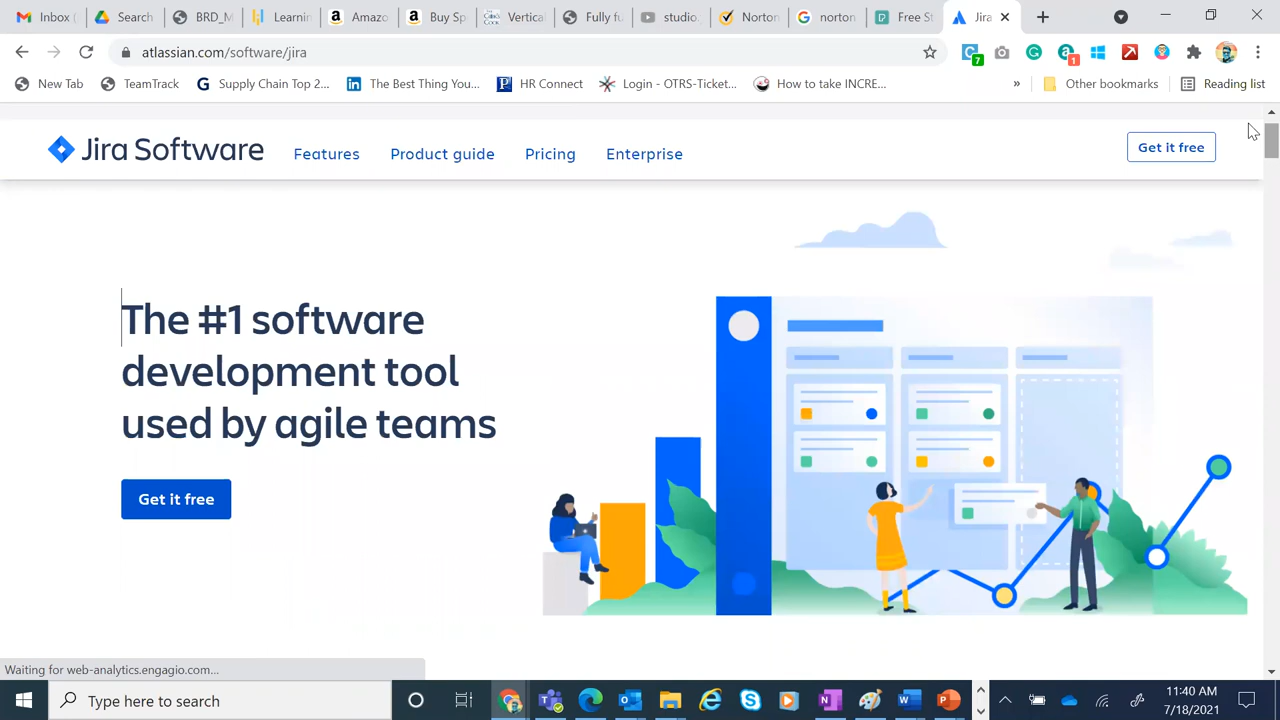 Inbox (
Search
BRD_M
Learnin
Amazo
Buy Sp
Vertica
Fully fu
studio.
Norton
norton
Free St
Jira
atlassian.com/software/jira
7
1
New Tab
TeamTrack
Supply Chain Top 2...
The Best Thing You...
HR Connect
Login - OTRS-Ticket...
How to take INCRE...
»
Other bookmarks
Reading list
Jira Software
Features
Product guide
Pricing
Enterprise
Get it free
The #1 software
development tool
used by agile teams
Get it free
Waiting for web-analytics.engagio.com...
Type here to search
11:40 AM
7/18/2021